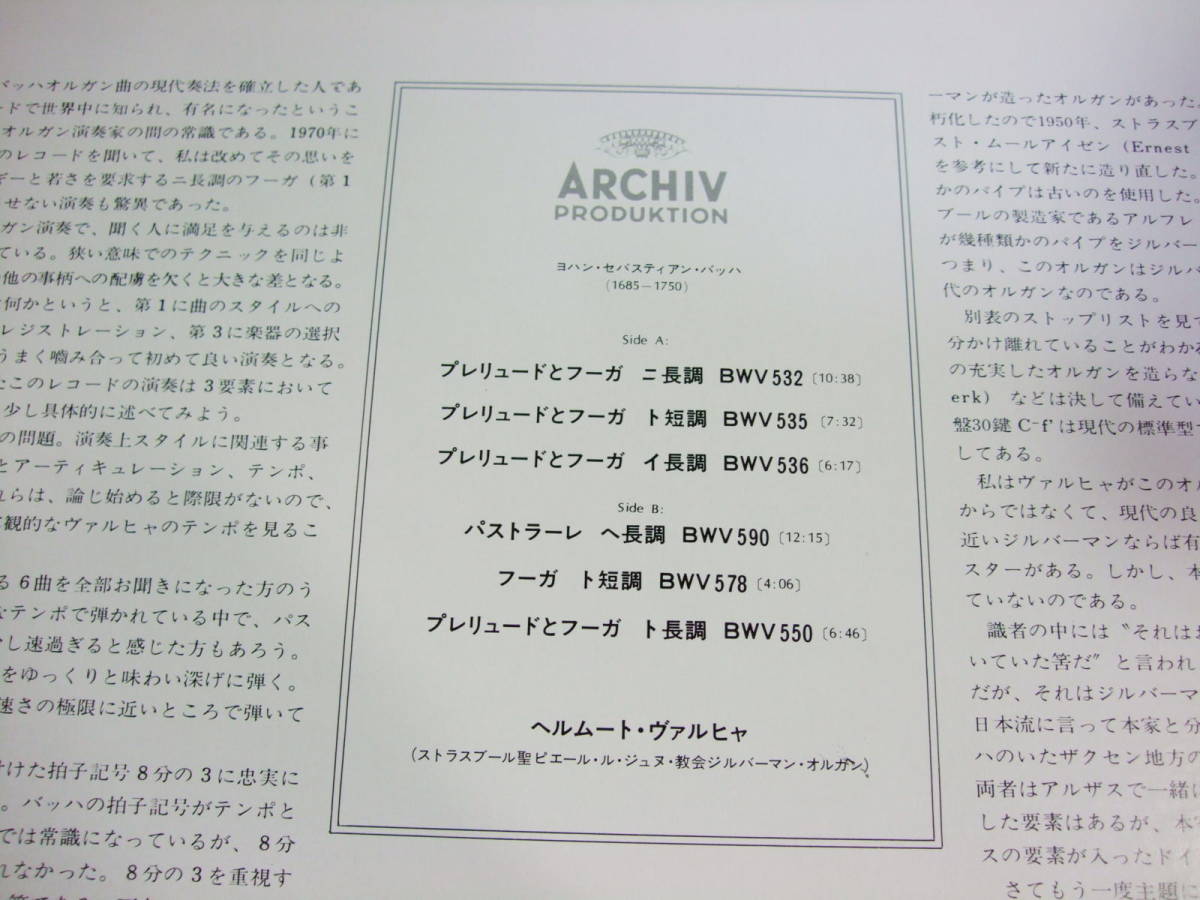 バッハオルガン曲の現代奏法を確立した人であ
ードで世界中に知られ、有名になったというこ
オルガン演奏家の間の常識である。1970年に
のレコードを聞いて、私は改めてその思いを
ギーと若さを要求するニ長調のフーガ(第1
せない演奏も驚異であった。
ガン演奏で、聞く人に満足を与えるのは非
ている。狭い意味でのテクニックを同じよ
他の事柄への配慮を欠くと大きな差となる。
何かというと、第1に曲のスタイルへの
レジストレーション、第3に楽器の選択
うまく嚙み合って初めて良い演奏となる。
たこのレコードの演奏は3要素において
少し具体的に述べてみよう。
の問題。演奏上スタイルに関連する事
とアーティキュレーション、テンポ、
れらは、論じ始めると際限がないので、
観的なヴァルヒャのテンポを見るこ
る6曲を全部お聞きになった方のう
なテンポで弾かれている中で、パス
し速過ぎると感じた方もあろう。
をゆっくりと味わい深げに弾く。
速さの極限に近いところで弾いて
けた拍子記号8分の3に忠実に
。バッハの拍子記号がテンポと
では常識になっているが、8分
れなかった。8分の3を重視す
ARCHIV
PRODUKTION
ヨハン・セバスティアン・バッハ
(1685−1750)
Side A:
プレリュードとフーガ ニ長調 BWV532〔10:38〕
プレリュードとフーガ ト短調 BWV535〔7:32〕
プレリュードとフーガ イ長調 BWV536〔6:17〕
Side B:
パストラーレ ヘ長調 BWV590〔12:15〕
フーガ ト短調 BWV578〔4:06〕
プレリュードとフーガ ト長調 BWV550〔6:46〕
ヘルムート・ヴァルヒャ
(ストラスブール聖ピエール・ル・ジュヌ・教会ジルバーマン・オルガン)
ーマンが造ったオルガンがあった。
朽化したので1950年、ストラスブ
スト・ムールアイゼン(Ernest
を参考にして新たに造り直した。
かのパイプは古いのを使用した。
ブールの製造家であるアルフレ
が幾種類かのパイプをジルバー
つまり、このオルガンはジルバ
代のオルガンなのである。
別表のストップリストを見て
分かけ離れていることがわかる
の充実したオルガンを造らな
erk) などは決して備えてい
盤30鍵C-f'は現代の標準型
してある。
私はヴァルヒャがこのオル
からではなくて、現代の良
近いジルバーマンならば有
スターがある。しかし、本
ていないのである。
識者の中には〝それは
いていた筈だ〞と言われ
だが、それはジルバーマ
日本流に言って本家と分
ハのいたザクセン地方の
両者はアルザスで一緒に
した要素はあるが、本
スの要素が入ったドイ
さてもう一度主題に